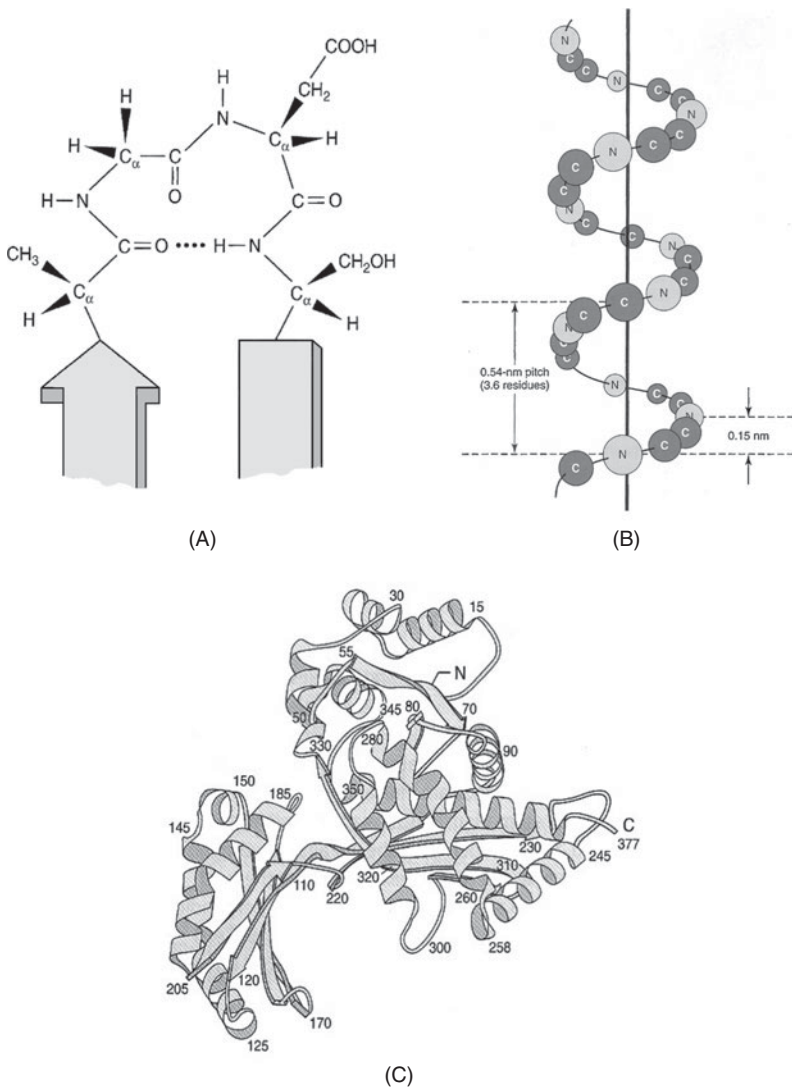 COOH
H
H
CH2
N
Cα
H
H
Cα
C
O
C
O
H–N
C=O
H–N
CH3
CH2OH
Cα
Cα
H
H
(A)
N
C
C
N
C
C
N
C
C
N
C
C
N
C
C
N
C
C
N
C
C
N
C
C
N
C
C
N
C
C
N
C
0.54-nm pitch
(3.6 residues)
0.15 nm
(B)
30
15
55
N
50
345
80
70
330
280
90
150
185
350
145
C
230
377
110
245
320
310
220
260
300
258
120
205
170
125
(C)